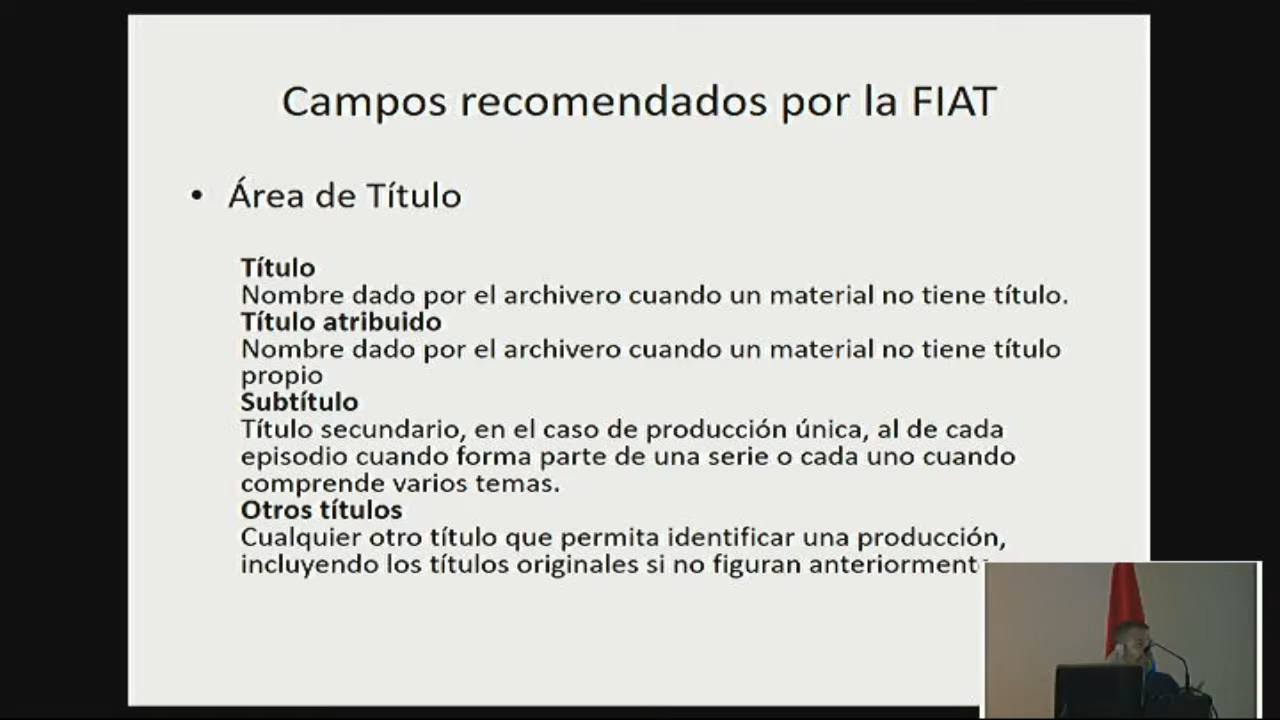 Campos recomendados por la FIAT
• Área de Título
Título
Nombre dado por el archivero cuando un material no tiene título.
Título atribuido
Nombre dado por el archivero cuando un material no tiene título
propio
Subtítulo
Título secundario, en el caso de producción única, al de cada
episodio cuando forma parte de una serie o cada uno cuando
comprende varios temas.
Otros títulos
Cualquier otro título que permita identificar una producción,
incluyendo los títulos originales si no figuran